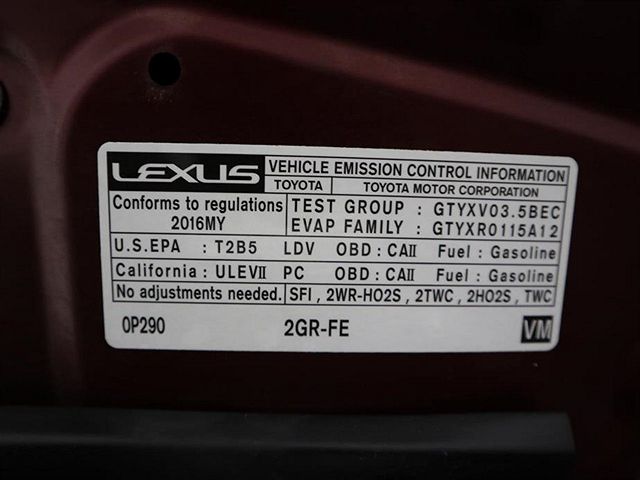 LEXUS VEHICLE EMISSION CONTROL INFORMATION
TOYOTA TOYOTA MOTOR CORPORATION
Conforms to regulations
2016MY
TEST GROUP : GTYXV03.5BEC
EVAP FAMILY : GTYXR0115A12
U.S.EPA : T2B5 LDV OBD : CAII Fuel : Gasoline
California : ULEVII PC OBD : CAII Fuel : Gasoline
No adjustments needed. SFI , 2WR-HO2S , 2TWC , 2HO2S , TWC
0P290 2GR-FE VM